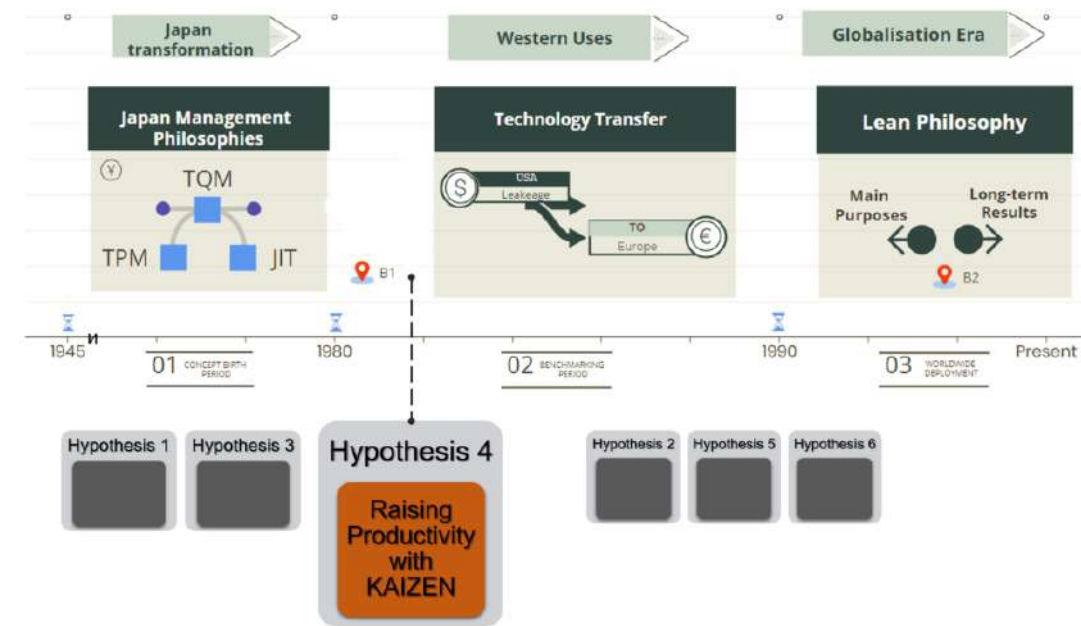 Japan
transformation
Western Uses
Globalisation Era
Japan Management
Philosophies
Technology Transfer
Lean Philosophy
¥
TQM
TPM
JIT
B1
$
USA
Leakeage
TO
Europe
€
Main
Purposes
Long-term
Results
B2
1945
1980
1990
Present
01 CONCEPT BIRTH
PERIOD
02 BENCHMARKING
PERIOD
03 WORLDWIDE
DEPLOYMENT
Hypothesis 1
Hypothesis 3
Hypothesis 4
Raising
Productivity
with
KAIZEN
Hypothesis 2
Hypothesis 5
Hypothesis 6